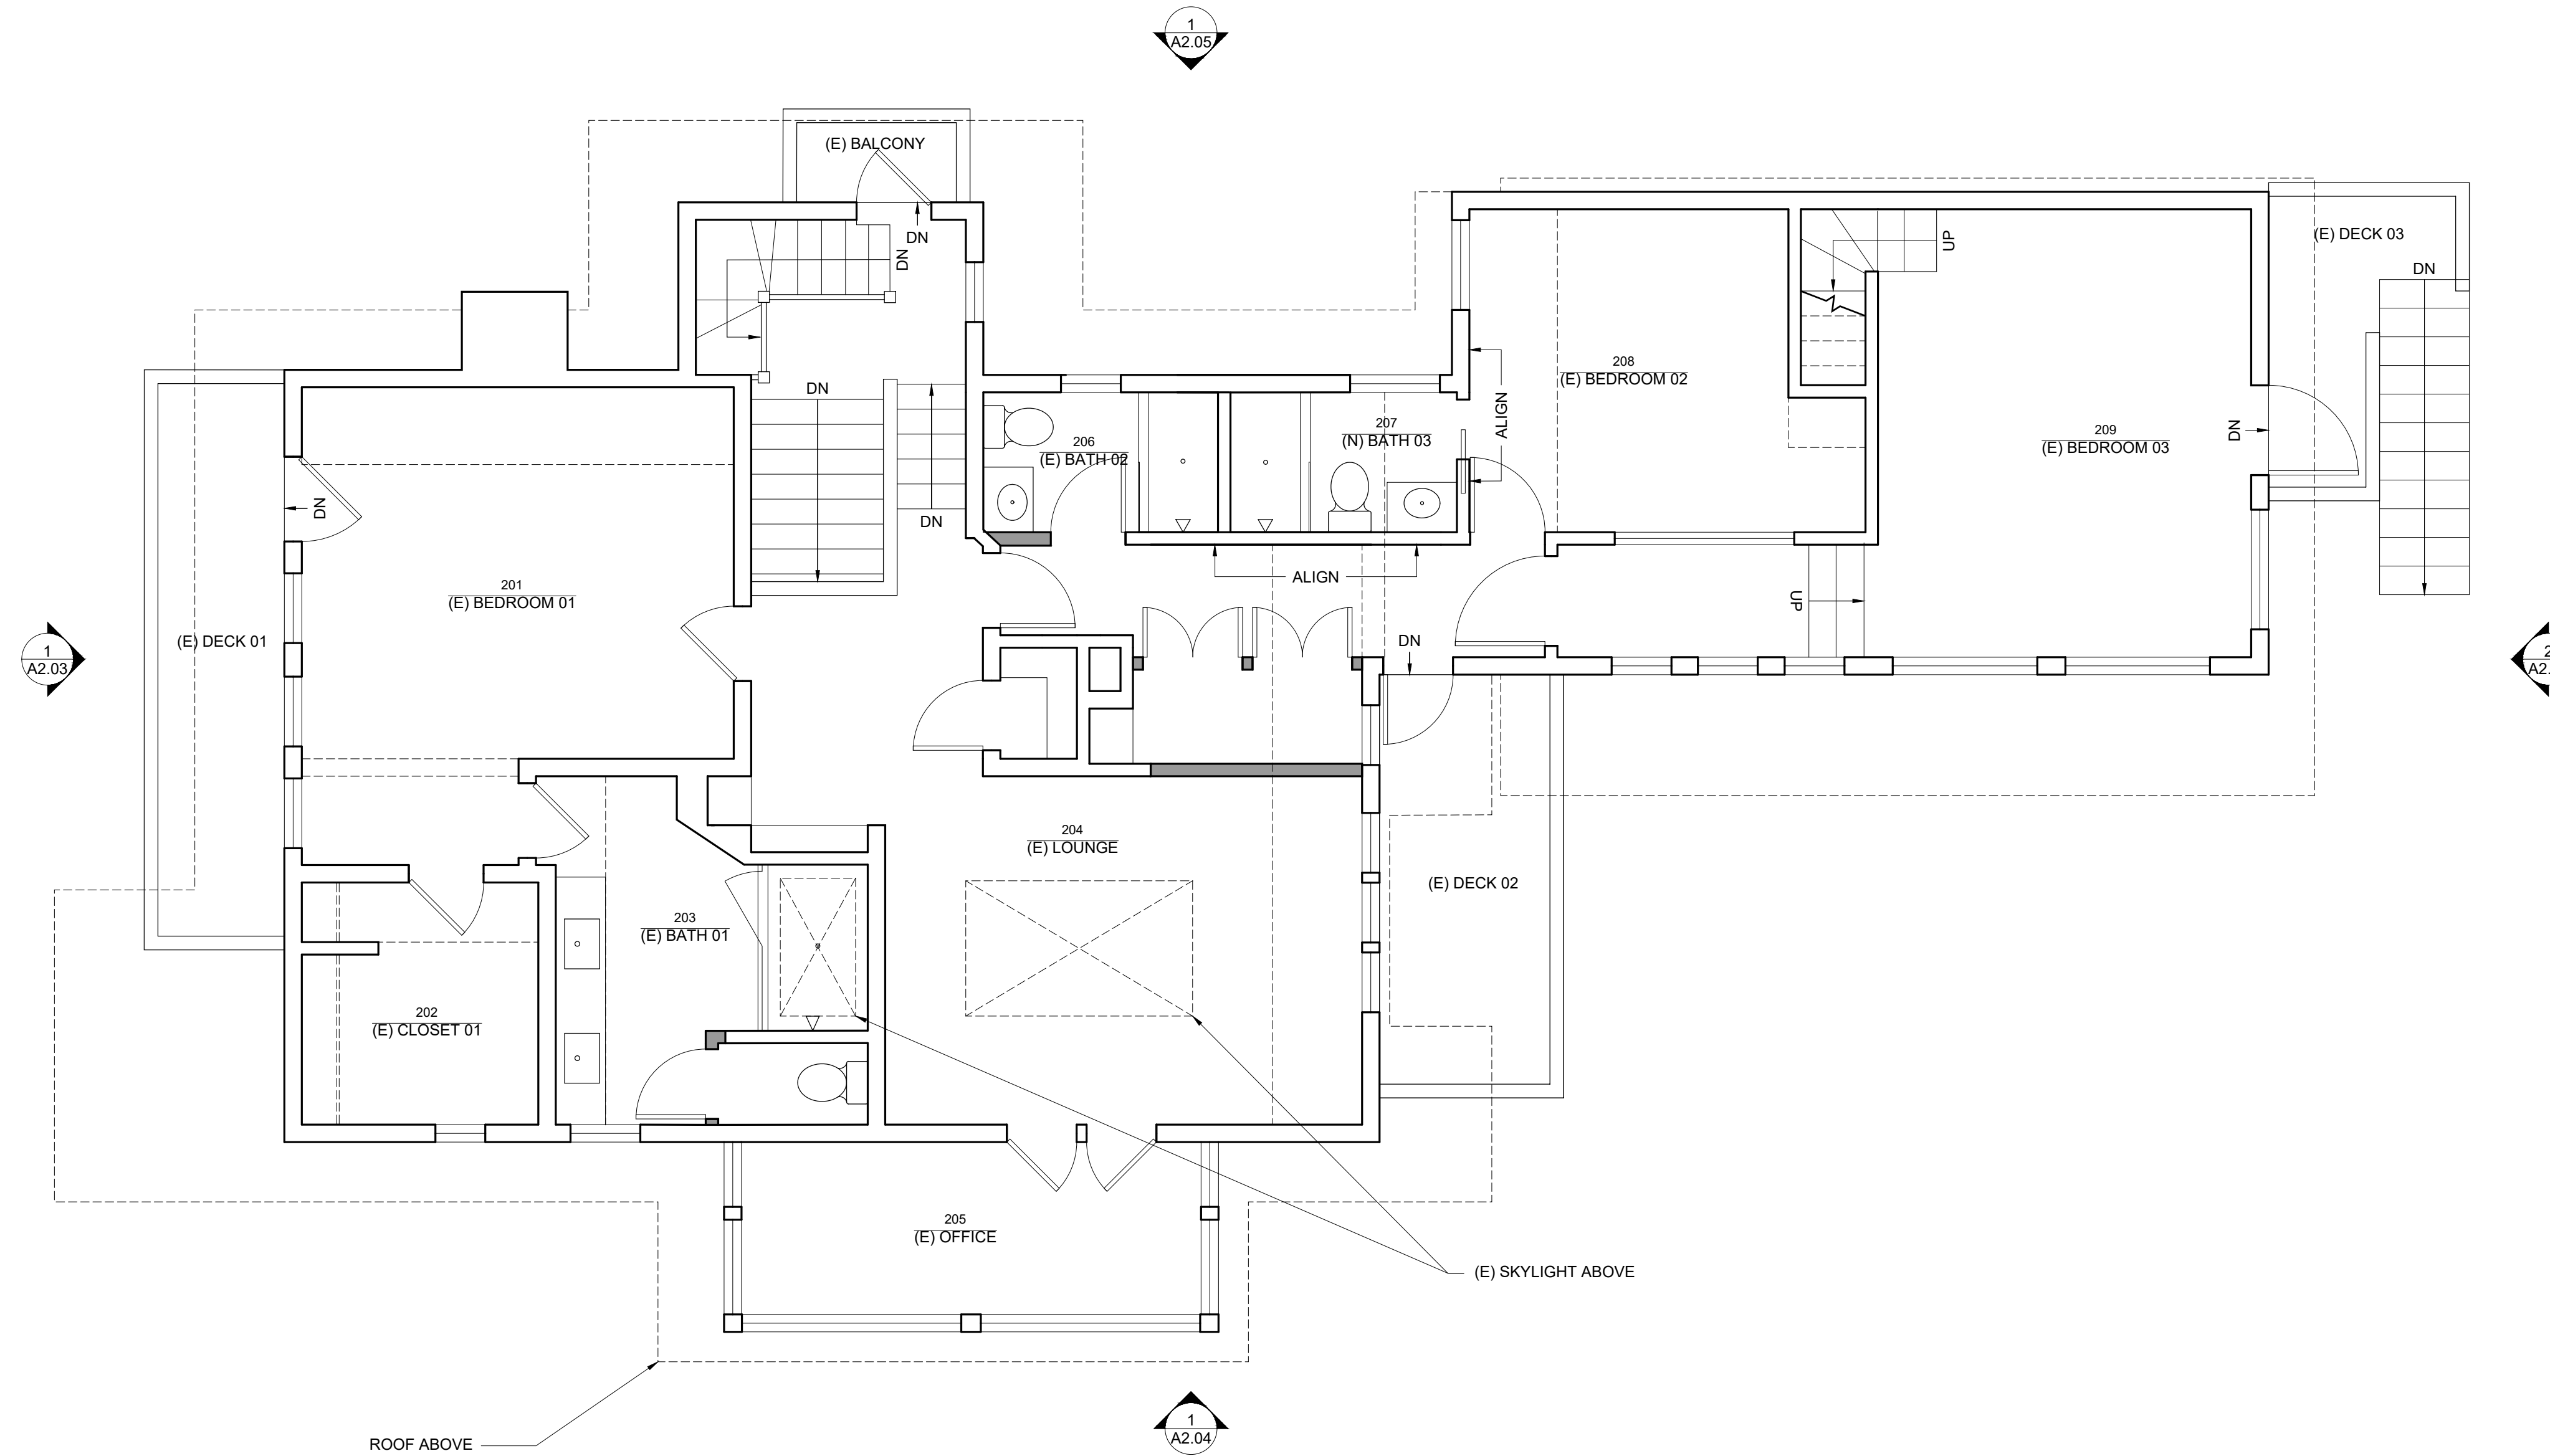 1
A2.05
(E) BALCONY
DN
DN
UP
(E) DECK 03
DN
208
(E) BEDROOM 02
DN
ALIGN
207
(N) BATH 03
206
(E) BATH 02
209
(E) BEDROOM 03
DN
DN
DN
ALIGN
201
(E) BEDROOM 01
UP
(E) DECK 01
DN
1
A2.03
2
A2.
204
(E) LOUNGE
(E) DECK 02
203
(E) BATH 01
202
(E) CLOSET 01
205
(E) OFFICE
(E) SKYLIGHT ABOVE
1
A2.04
ROOF ABOVE